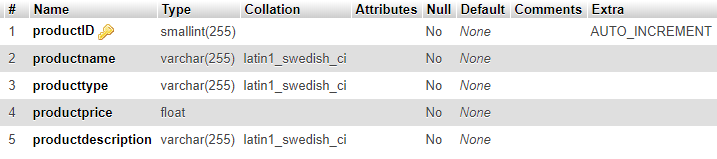 # Name Type Collation Attributes Null Default Comments Extra
1 productID smallint(255) No None AUTO_INCREMENT
2 productname varchar(255) latin1_swedish_ci No None
3 producttype varchar(255) latin1_swedish_ci No None
4 productprice float No None
5 productdescription varchar(255) latin1_swedish_ci No None